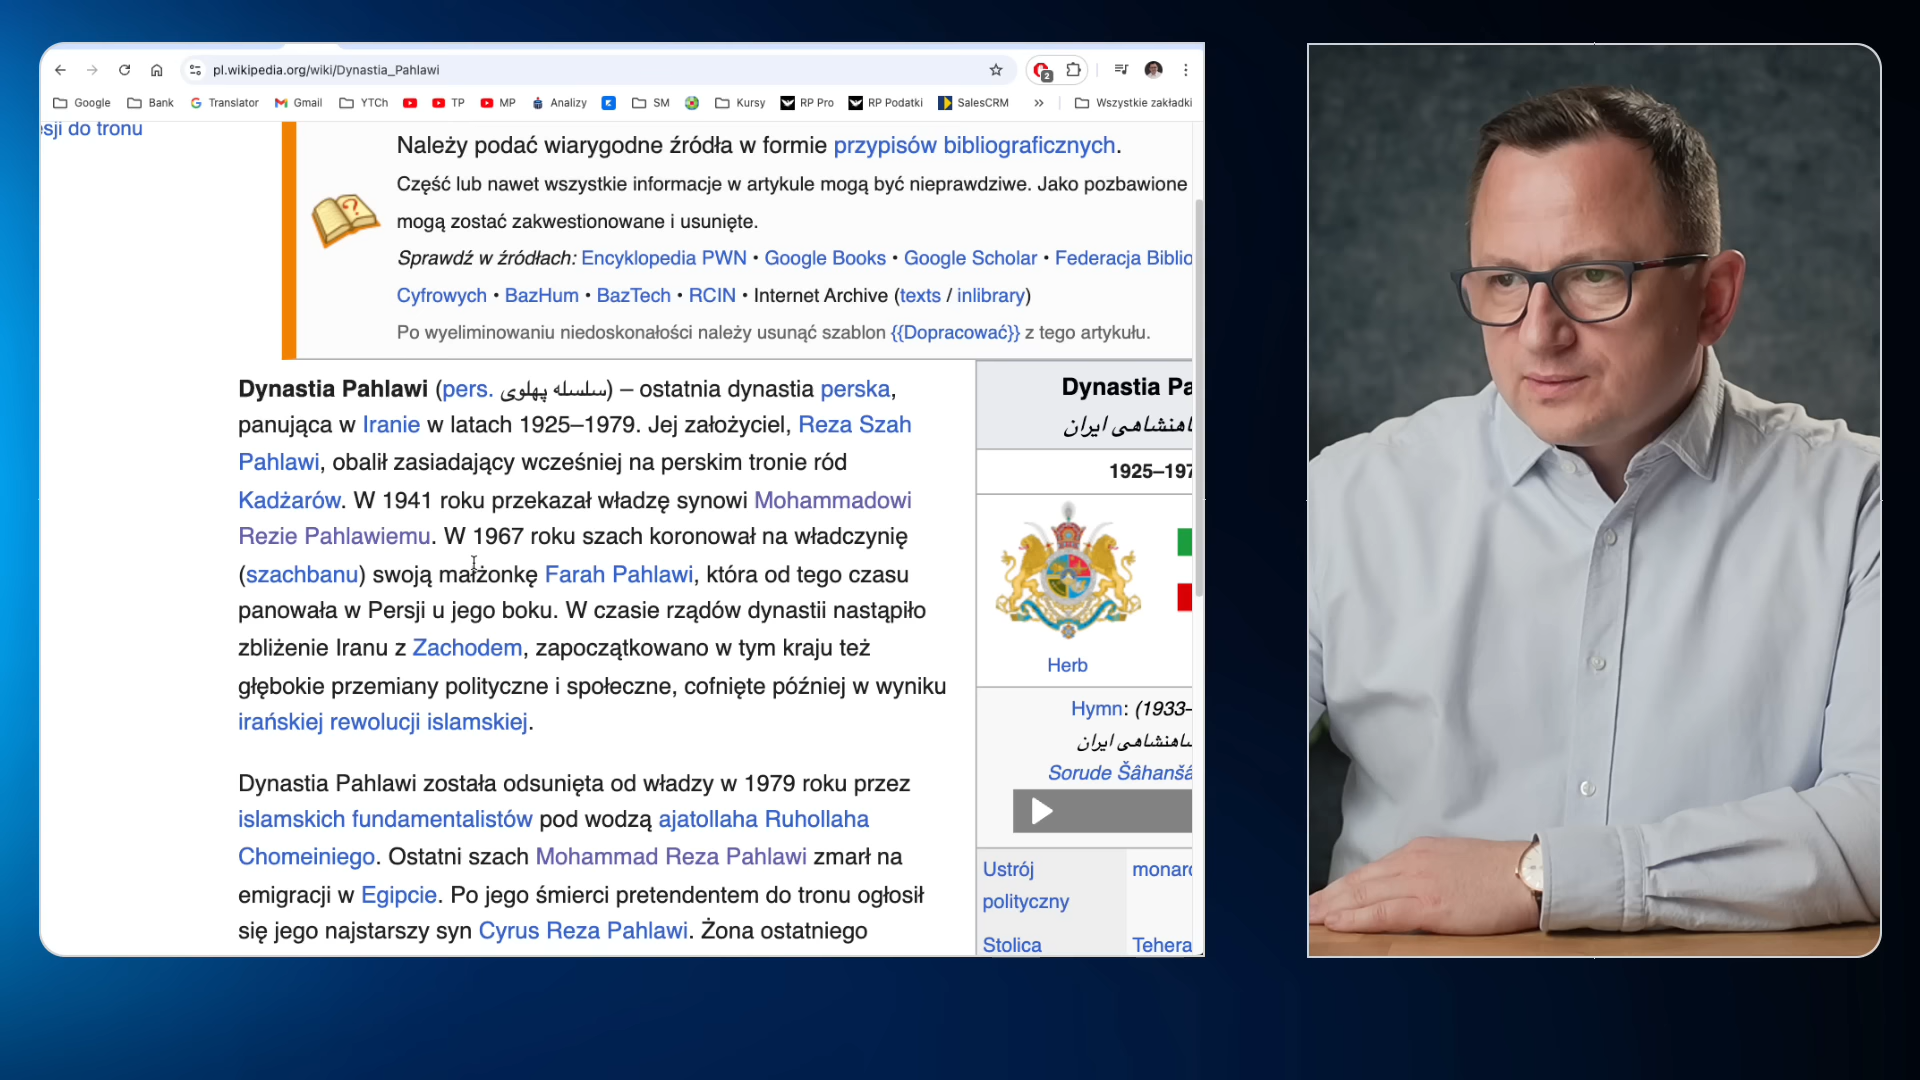 pl.wikipedia.org/wiki/Dynastia_Pahlawi
2
Google Bank Translator Gmail YTCh TP MP Analizy SM Kursy RP Pro RP Podatki SalesCRM » Wszystkie zakładki
sji do tronu
Należy podać wiarygodne źródła w formie przypisów bibliograficznych.
Część lub nawet wszystkie informacje w artykule mogą być nieprawdziwe. Jako pozbawione
mogą zostać zakwestionowane i usunięte.
Sprawdź w źródłach: Encyklopedia PWN • Google Books • Google Scholar • Federacja Biblio
Cyfrowych • BazHum • BazTech • RCIN • Internet Archive (texts / inlibrary)
Po wyeliminowaniu niedoskonałości należy usunąć szablon {{Dopracować}} z tego artykułu.
Dynastia Pahlawi (pers. سلسله پهلوی) – ostatnia dynastia perska,
panująca w Iranie w latach 1925–1979. Jej założyciel, Reza Szah
Pahlawi, obalił zasiadający wcześniej na perskim tronie ród
Kadżarów. W 1941 roku przekazał władzę synowi Mohammadowi
Rezie Pahlawiemu. W 1967 roku szach koronował na władczynię
(szachbanu) swoją małżonkę Farah Pahlawi, która od tego czasu
panowała w Persji u jego boku. W czasie rządów dynastii nastąpiło
zbliżenie Iranu z Zachodem, zapoczątkowano w tym kraju też
głębokie przemiany polityczne i społeczne, cofnięte później w wyniku
irańskiej rewolucji islamskiej.
Dynastia Pahlawi została odsunięta od władzy w 1979 roku przez
islamskich fundamentalistów pod wodzą ajatollaha Ruhollaha
Chomeiniego. Ostatni szach Mohammad Reza Pahlawi zmarł na
emigracji w Egipcie. Po jego śmierci pretendentem do tronu ogłosił
się jego najstarszy syn Cyrus Reza Pahlawi. Żona ostatniego
Dynastia Pa
اهنشاهی ایران
1925–197
Herb
Hymn: (1933–
ساهنشاهی ایران
Sorude Šâhanšâ
Ustrój
polityczny
monarc
Stolica
Tehera